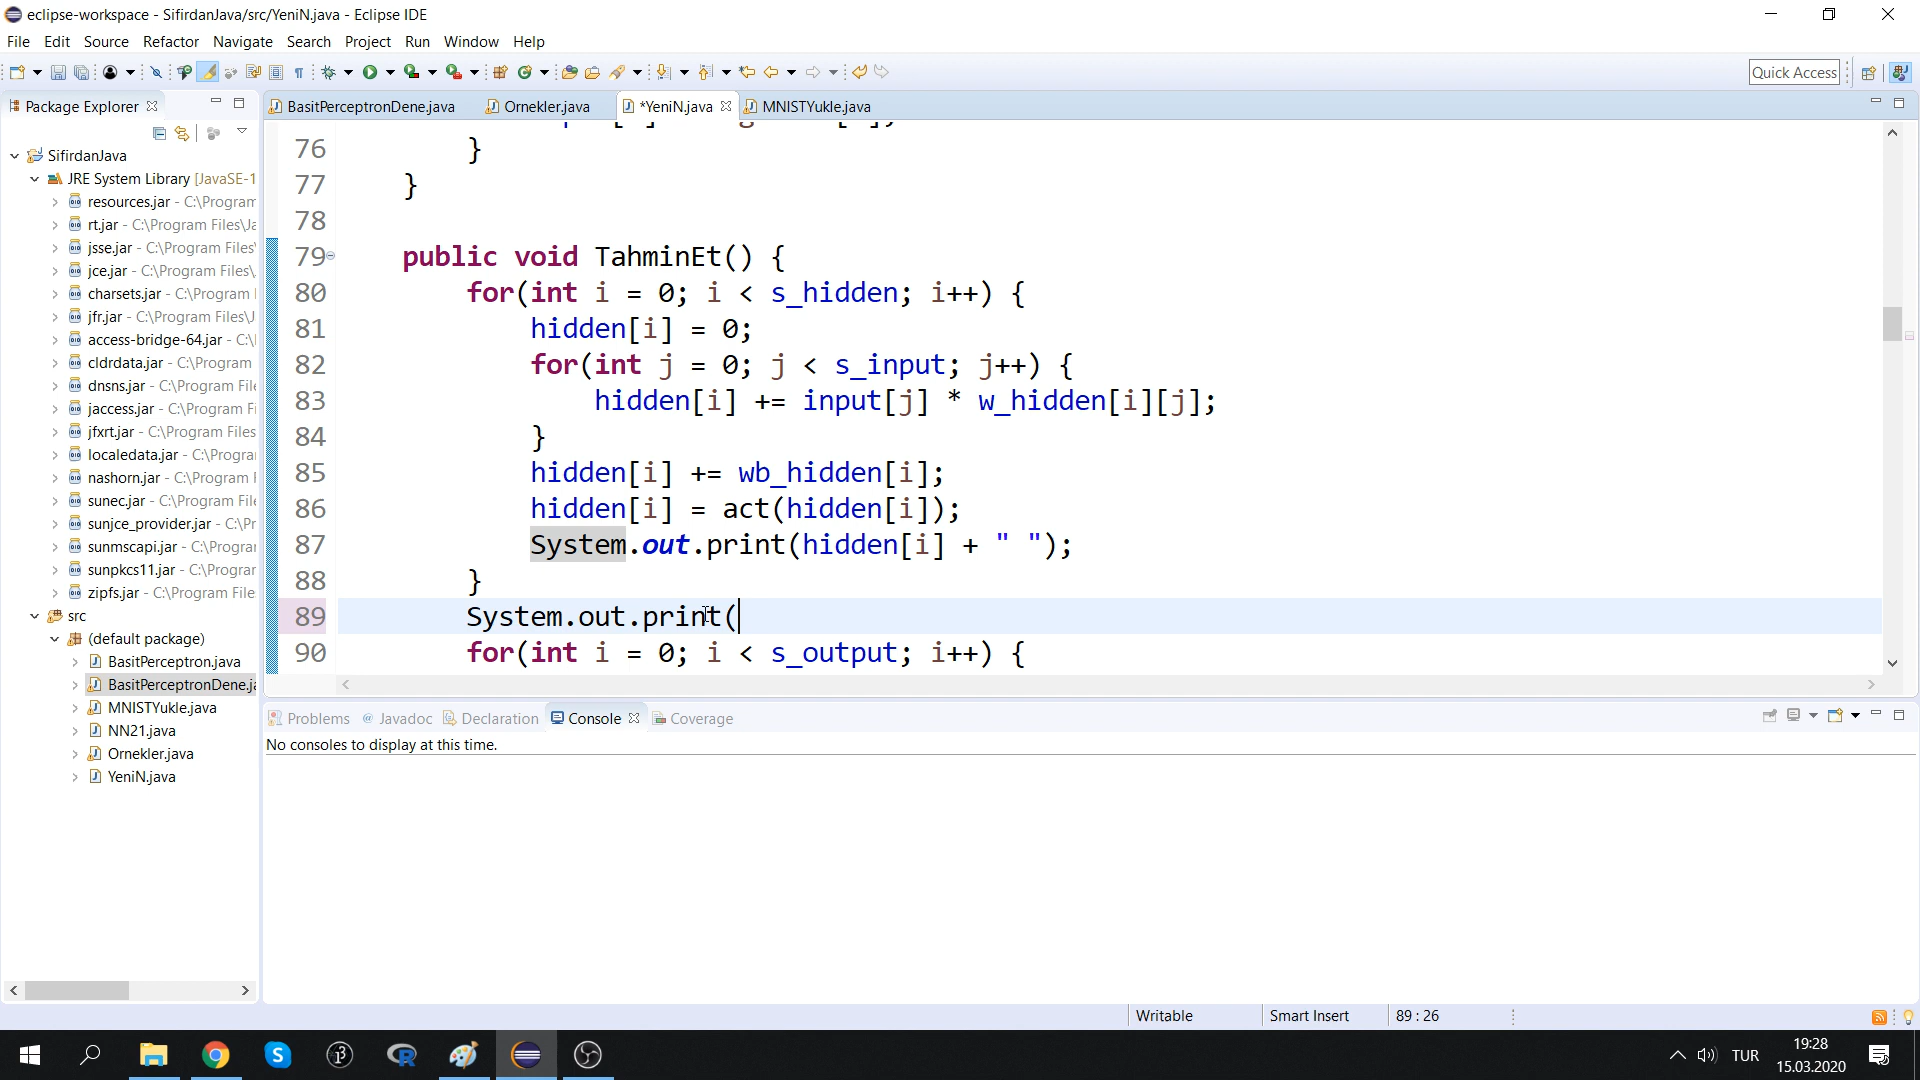 eclipse-workspace - SifirdanJava/src/YeniN.java - Eclipse IDE
File Edit Source Refactor Navigate Search Project Run Window Help
Quick Access
Package Explorer
BasitPerceptronDene.java Ornekler.java *YeniN.java MNISTYukle.java
SifirdanJava
JRE System Library [JavaSE-1
resources.jar - C:\Program
rt.jar - C:\Program Files\Ja
jsse.jar - C:\Program Files\
jce.jar - C:\Program Files\
charsets.jar - C:\Program
jfr.jar - C:\Program Files\J
access-bridge-64.jar - C:\
cldrdata.jar - C:\Program
dnsns.jar - C:\Program File
jaccess.jar - C:\Program F
jfxrt.jar - C:\Program Files
localedata.jar - C:\Progra
nashorn.jar - C:\Program
sunec.jar - C:\Program File
sunjce_provider.jar - C:\Pr
sunmscapi.jar - C:\Progra
sunpkcs11.jar - C:\Progra
zipfs.jar - C:\Program File
src
(default package)
BasitPerceptron.java
BasitPerceptronDene.ja
MNISTYukle.java
NN21.java
Ornekler.java
YeniN.java
76 }
77 }
78
79 public void TahminEt() {
80 for(int i = 0; i < s_hidden; i++) {
81 hidden[i] = 0;
82 for(int j = 0; j < s_input; j++) {
83 hidden[i] += input[j] * w_hidden[i][j];
84 }
85 hidden[i] += wb_hidden[i];
86 hidden[i] = act(hidden[i]);
87 System.out.print(hidden[i] + " ");
88 }
89 System.out.print(
90 for(int i = 0; i < s_output; i++) {
Problems @ Javadoc Declaration Console Coverage
No consoles to display at this time.
Writable Smart Insert 89 : 26
TUR
19:28
15.03.2020